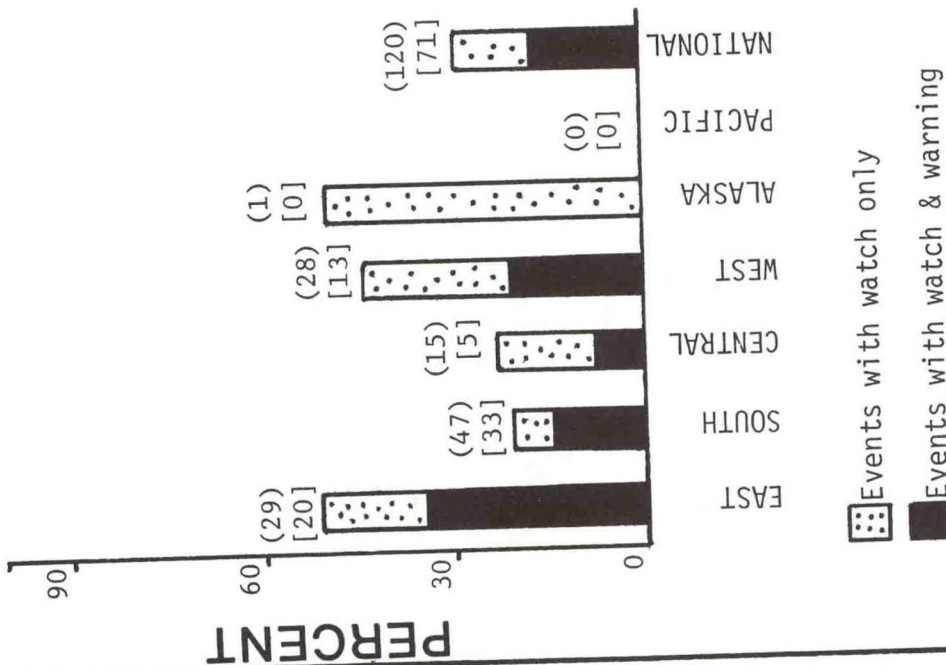 PERCENT
90
60
30
0
(29)
[20]
(47)
[33]
(15)
[5]
(28)
[13]
(1)
[0]
(0)
[0]
(120)
[71]
EAST
SOUTH
CENTRAL
WEST
ALASKA
PACIFIC
NATIONAL
Events with watch only
Events with watch & warning